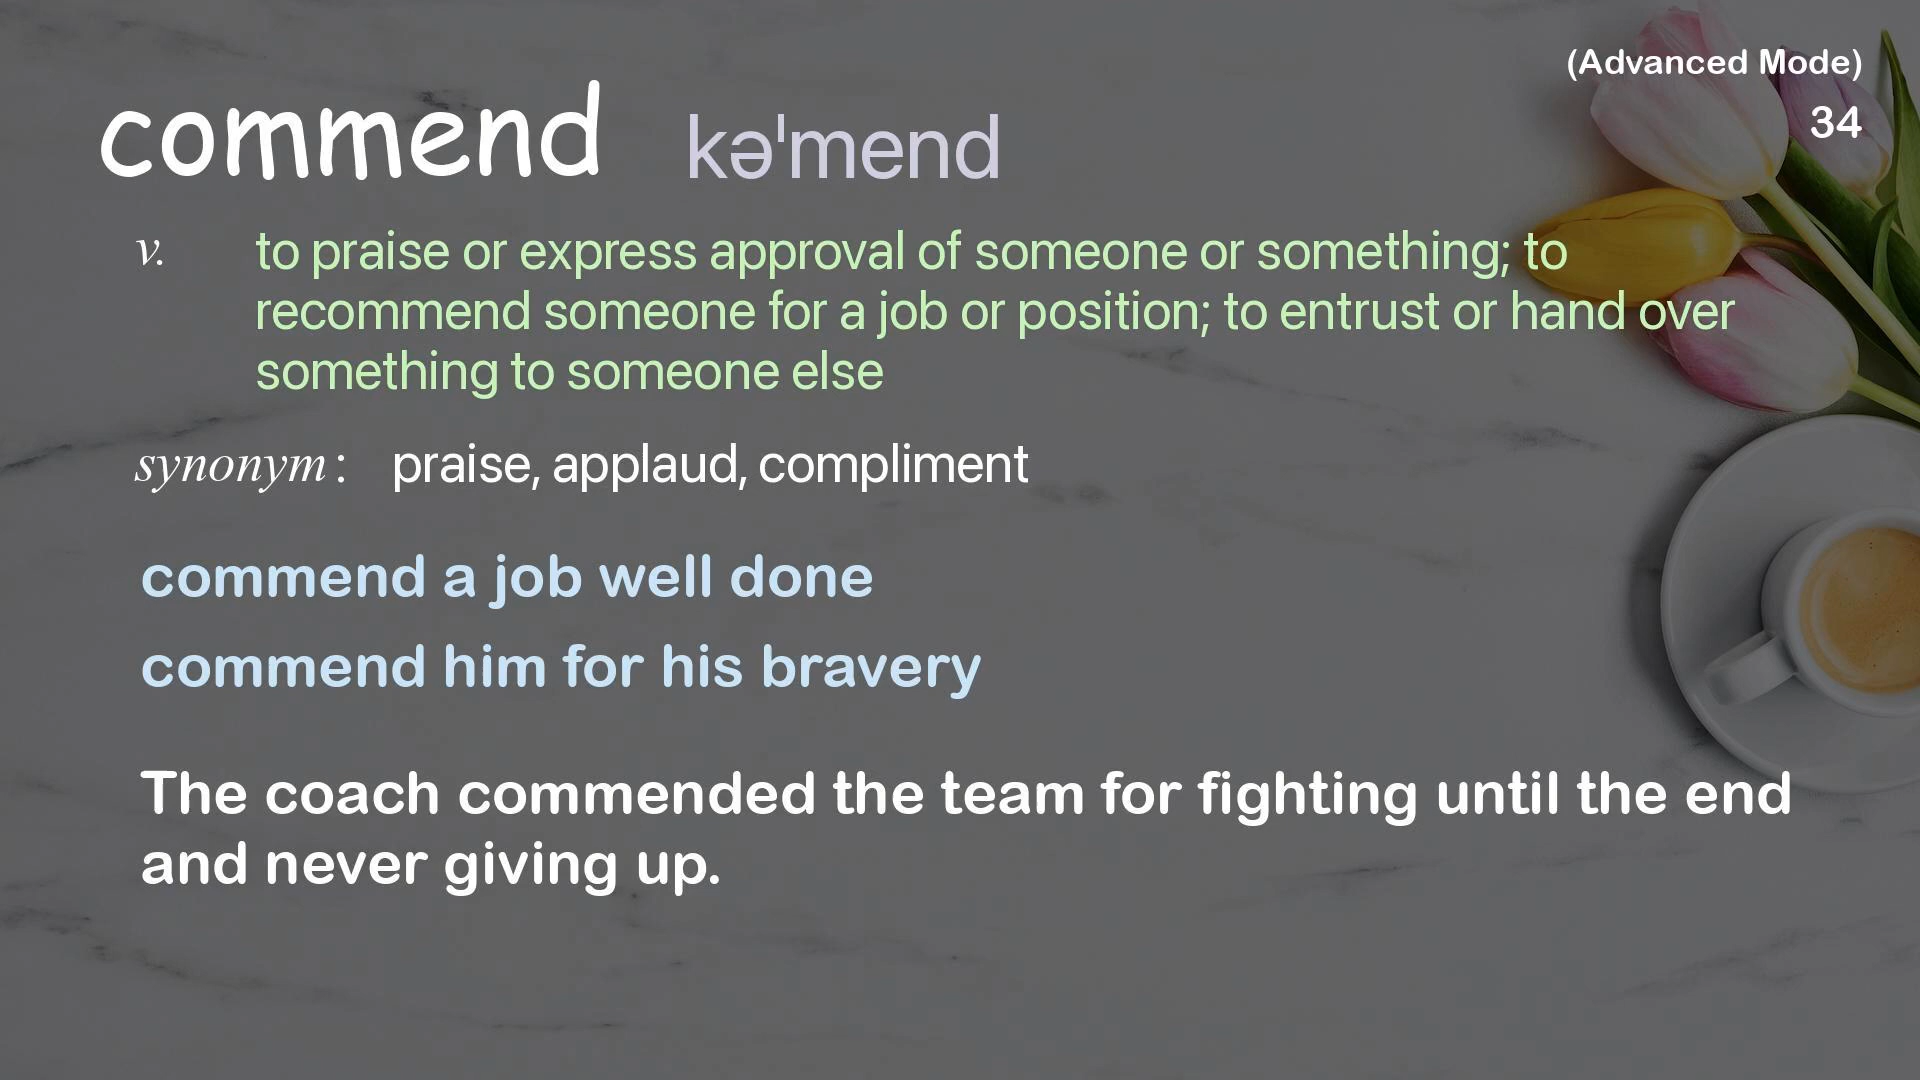 (Advanced Mode)
34
commend kəˈmend
v. to praise or express approval of someone or something; to
recommend someone for a job or position; to entrust or hand over
something to someone else
synonym : praise, applaud, compliment
commend a job well done
commend him for his bravery
The coach commended the team for fighting until the end
and never giving up.